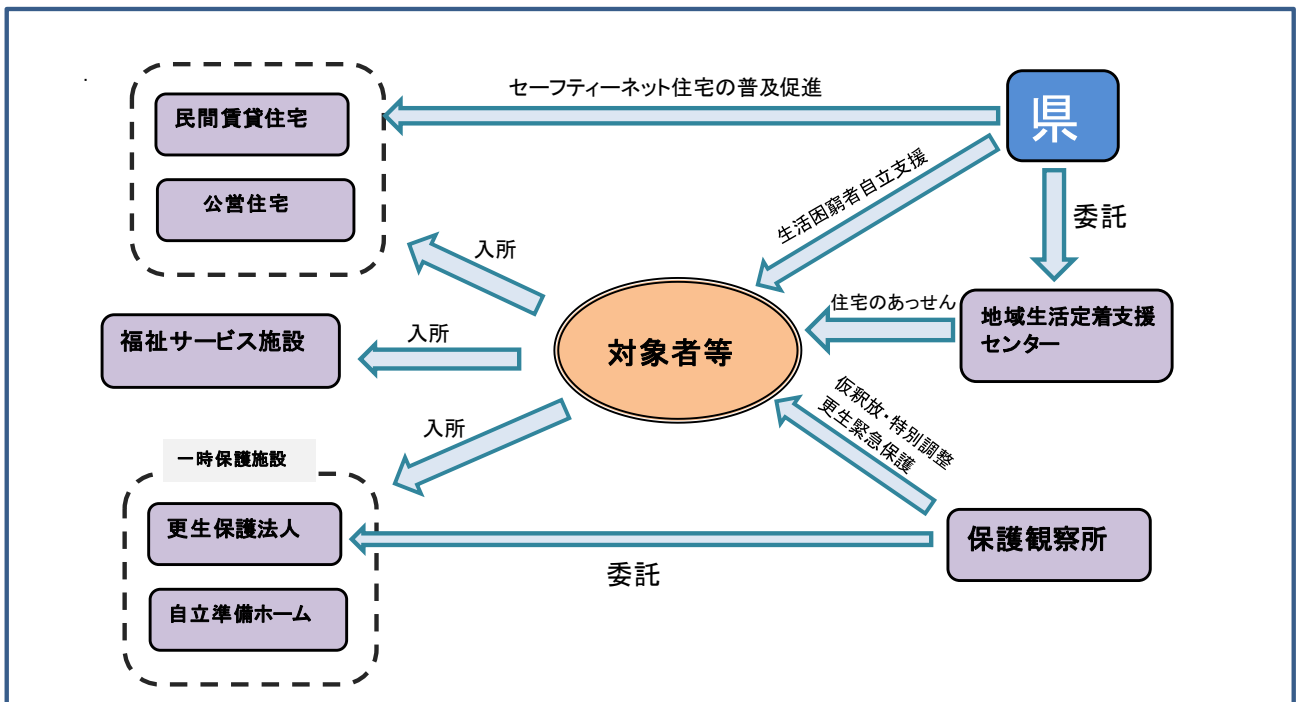 セーフティーネット住宅の普及促進
県
民間賃貸住宅
公営住宅
生活困窮者自立支援
委託
入所
住宅のあっせん
地域生活定着支援
センター
福祉サービス施設
入所
対象者等
仮釈放・特別調整
更生緊急保護
入所
一時保護施設
更生保護法人
保護観察所
委託
自立準備ホーム